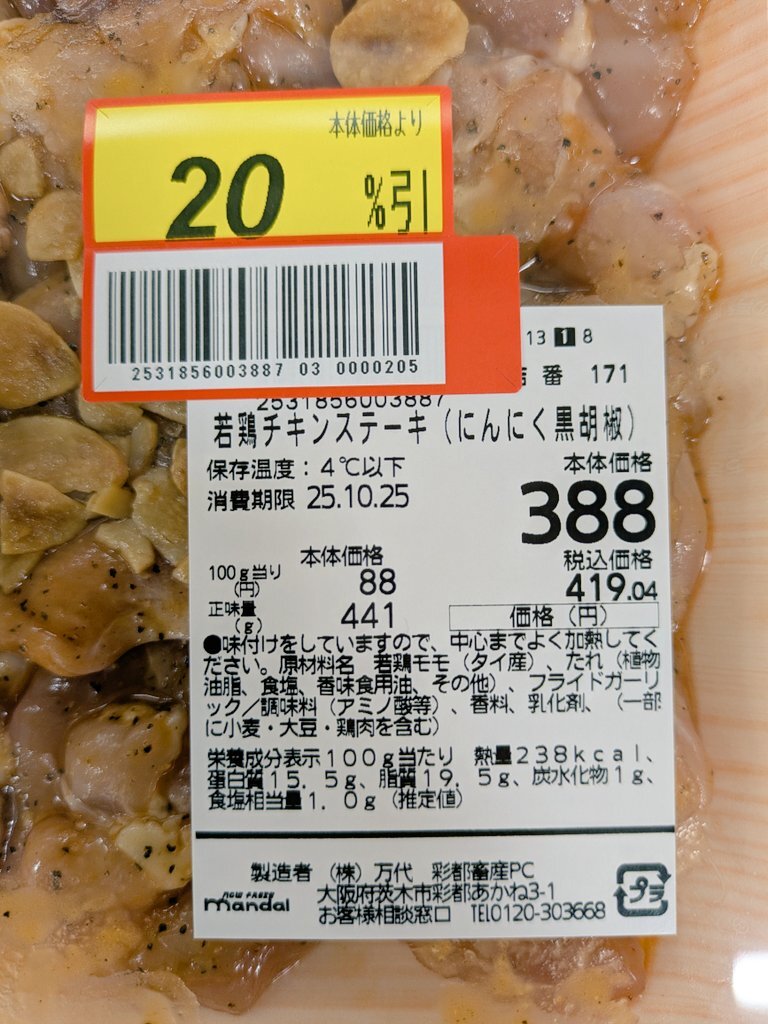 本体価格より
20 %引
2531856003887 03 0000205
13 1 8
番 171
2531856003887
若鶏チキンステーキ(にんにく黒胡椒)
保存温度:4℃以下
消費期限 25.10.25
本体価格
388
税込価格
419.04
価格(円)
本体価格
100g当り(円) 88
正味量(g) 441
●味付けをしていますので、中心までよく加熱してく
ださい。原材料名 若鶏モモ(タイ産)、たれ(植物
油脂、食塩、香味食用油、その他)、フライドガーリ
ック/調味料(アミノ酸等)、香料、乳化剤、(一部
に小麦・大豆・鶏肉を含む)
栄養成分表示100g当たり 熱量238kcal、
蛋白質15.5g、脂質19.5g、炭水化物1g、
食塩相当量1.0g(推定値)
製造者 (株)万代 彩都畜産PC
大阪府茨木市彩都あかね3-1
お客様相談窓口 TEL0120-303668
NOW FRESH
mandai
プラ